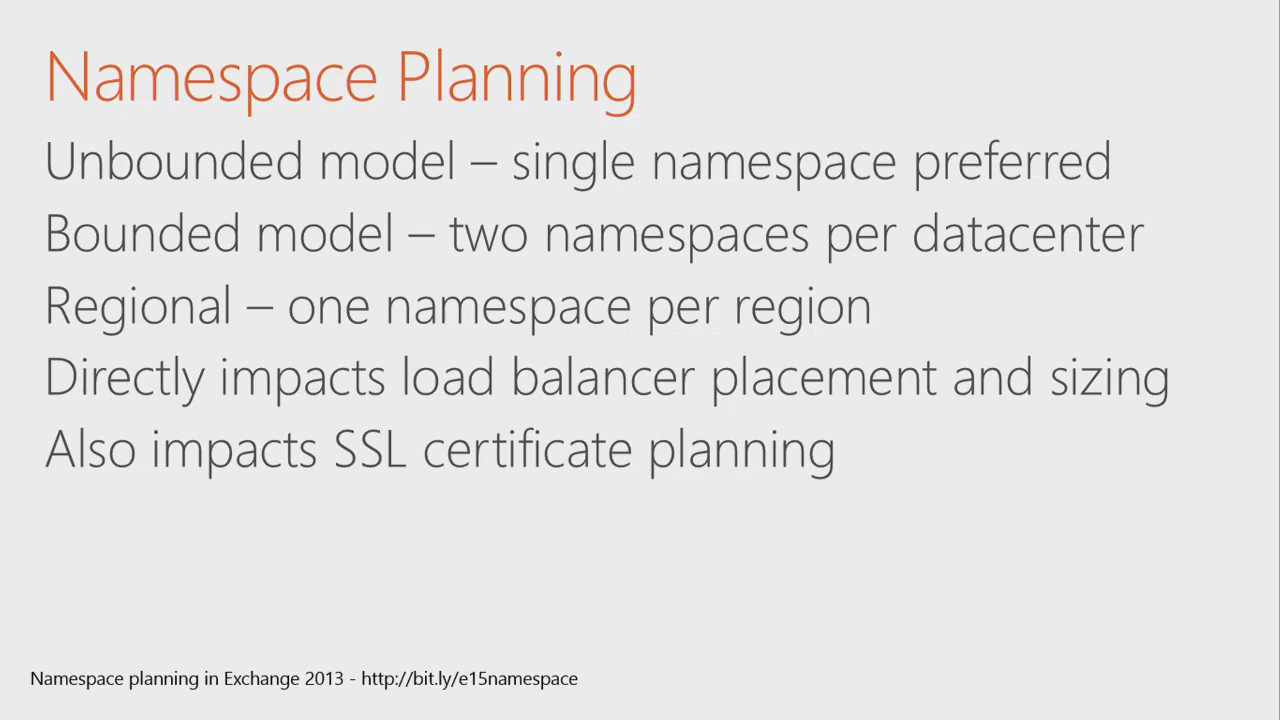 Namespace Planning
Unbounded model – single namespace preferred
Bounded model – two namespaces per datacenter
Regional – one namespace per region
Directly impacts load balancer placement and sizing
Also impacts SSL certificate planning
Namespace planning in Exchange 2013 - http://bit.ly/e15namespace